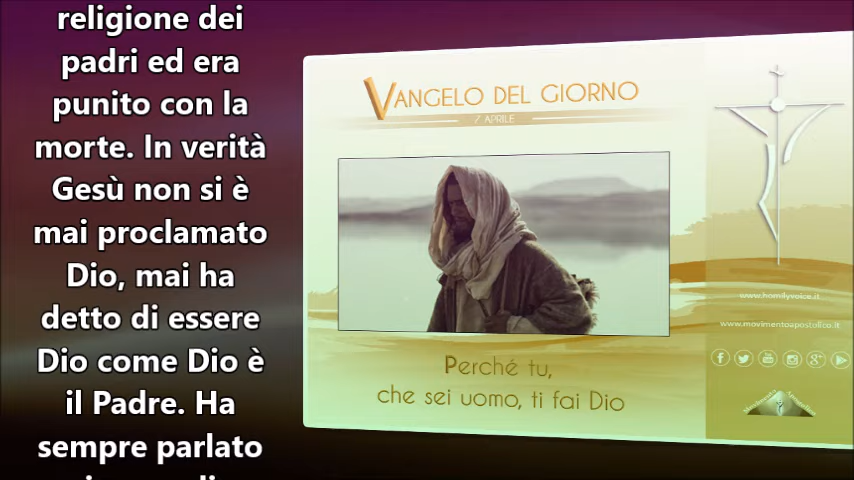 religione dei
padri ed era
punito con la
morte. In verità
Gesù non si è
mai proclamato
Dio, mai ha
detto di essere
Dio come Dio è
il Padre. Ha
sempre parlato
VANGELO DEL GIORNO
7 APRILE
Perché tu,
che sei uomo, ti fai Dio
www.homilyvoice.it
www.movimentoapostolico.it